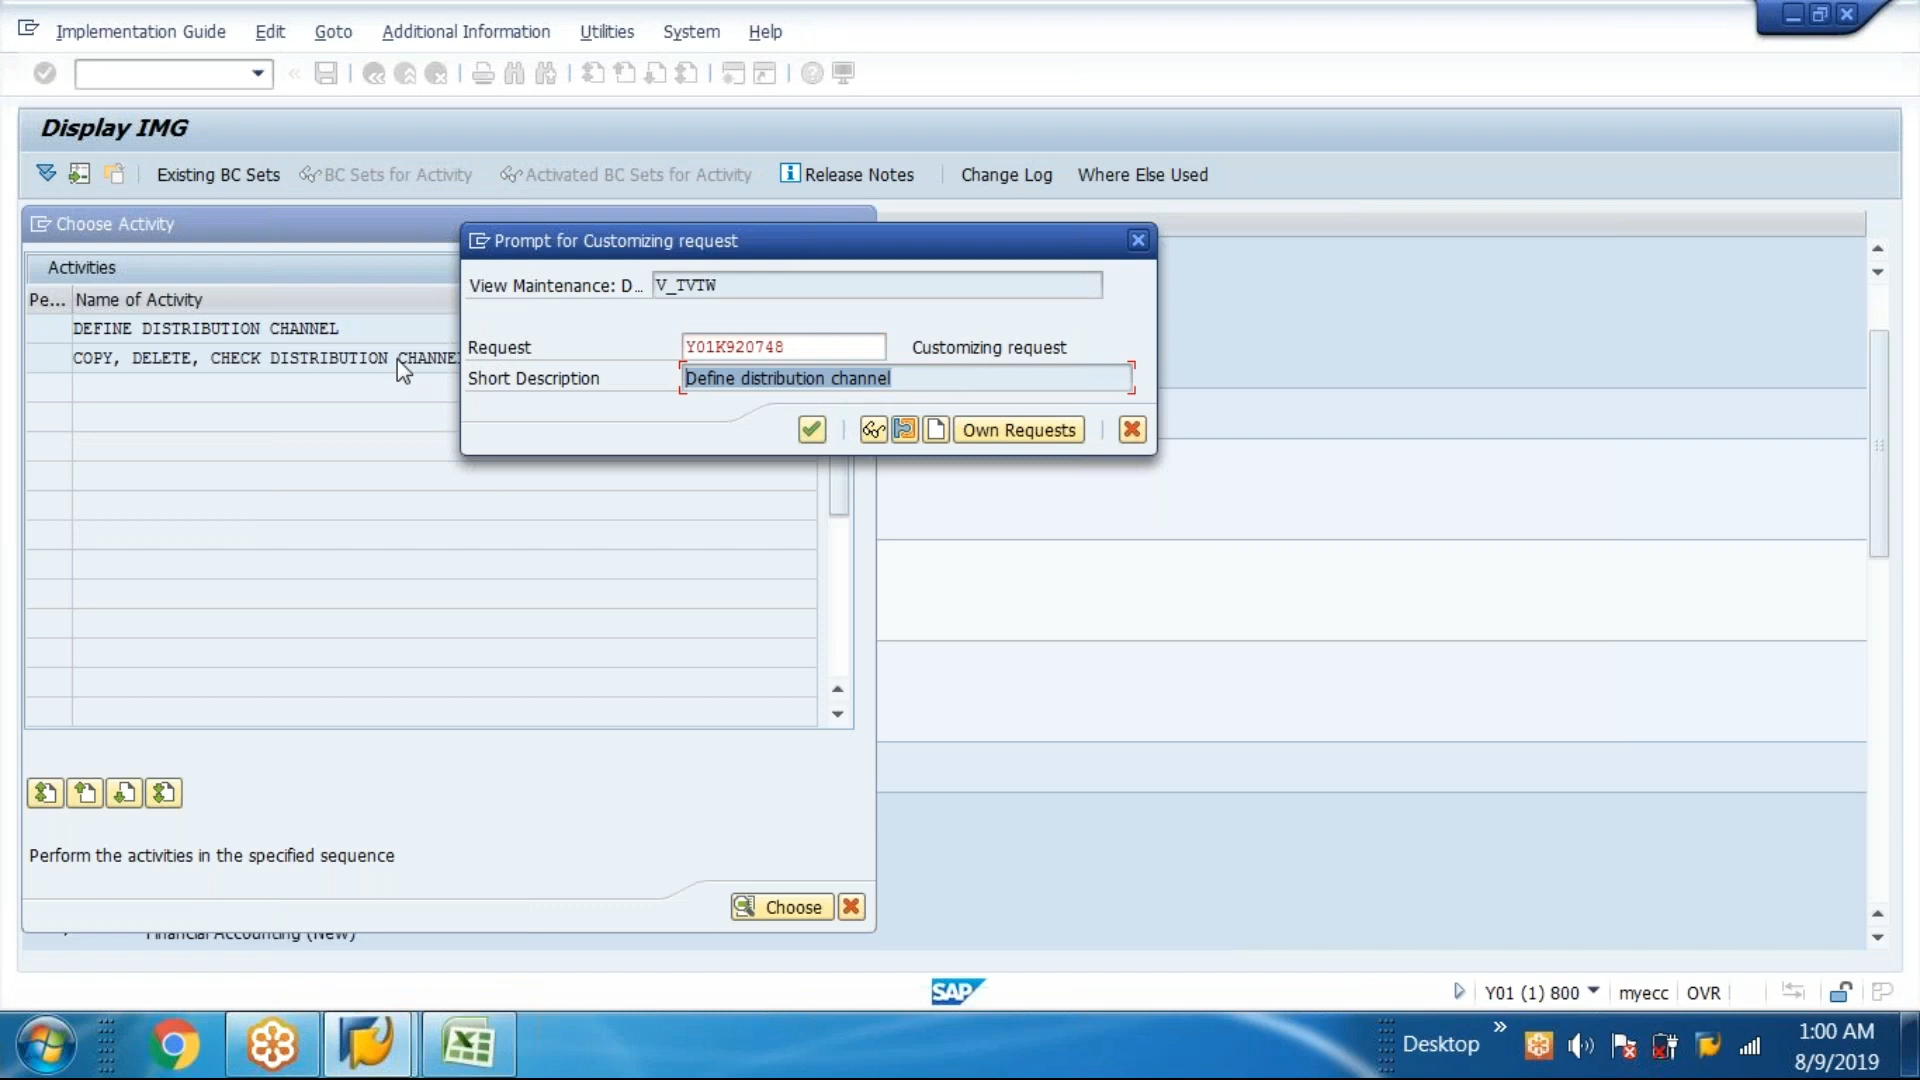 Implementation Guide Edit Goto Additional Information Utilities System Help
Display IMG
Existing BC Sets BC Sets for Activity Activated BC Sets for Activity Release Notes Change Log Where Else Used
Choose Activity
Activities
Pe... Name of Activity
DEFINE DISTRIBUTION CHANNEL
COPY, DELETE, CHECK DISTRIBUTION CHANNEL
Prompt for Customizing request
View Maintenance: D... V_TVTW
Request Y01K920748 Customizing request
Short Description Define distribution channel
Own Requests
Perform the activities in the specified sequence
Choose
Financial Accounting (New)
SAP
Y01 (1) 800 myecc OVR
Desktop
1:00 AM
8/9/2019